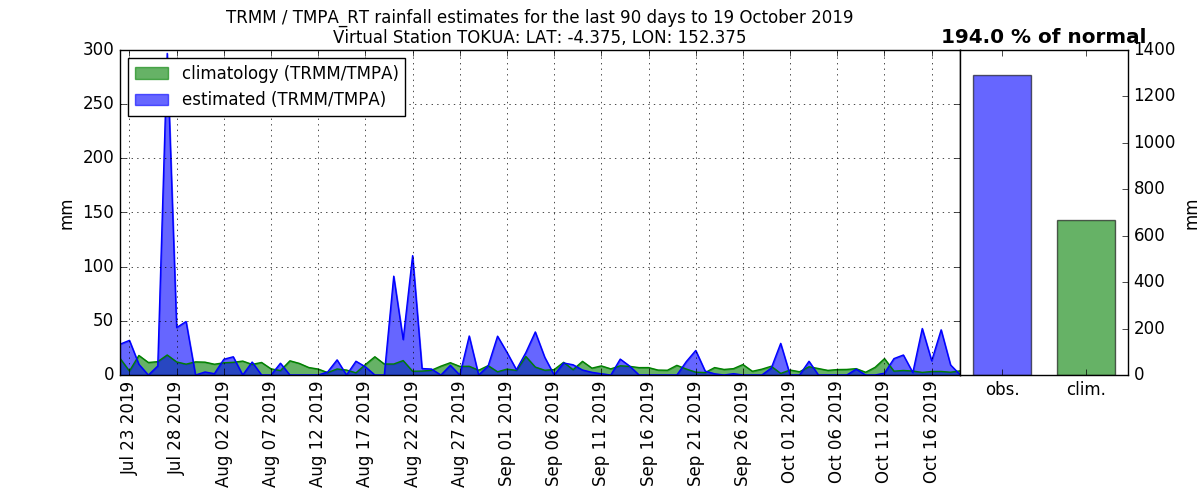 TRMM / TMPA_RT rainfall estimates for the last 90 days to 19 October 2019
Virtual Station TOKUA: LAT: -4.375, LON: 152.375
194.0 % of normal
climatology (TRMM/TMPA)
estimated (TRMM/TMPA)
mm
300
250
200
150
100
50
0
Jul 23 2019
Jul 28 2019
Aug 02 2019
Aug 07 2019
Aug 12 2019
Aug 17 2019
Aug 22 2019
Aug 27 2019
Sep 01 2019
Sep 06 2019
Sep 11 2019
Sep 16 2019
Sep 21 2019
Sep 26 2019
Oct 01 2019
Oct 06 2019
Oct 11 2019
Oct 16 2019
obs.
clim.
1400
1200
1000
800
600
400
200
0
mm